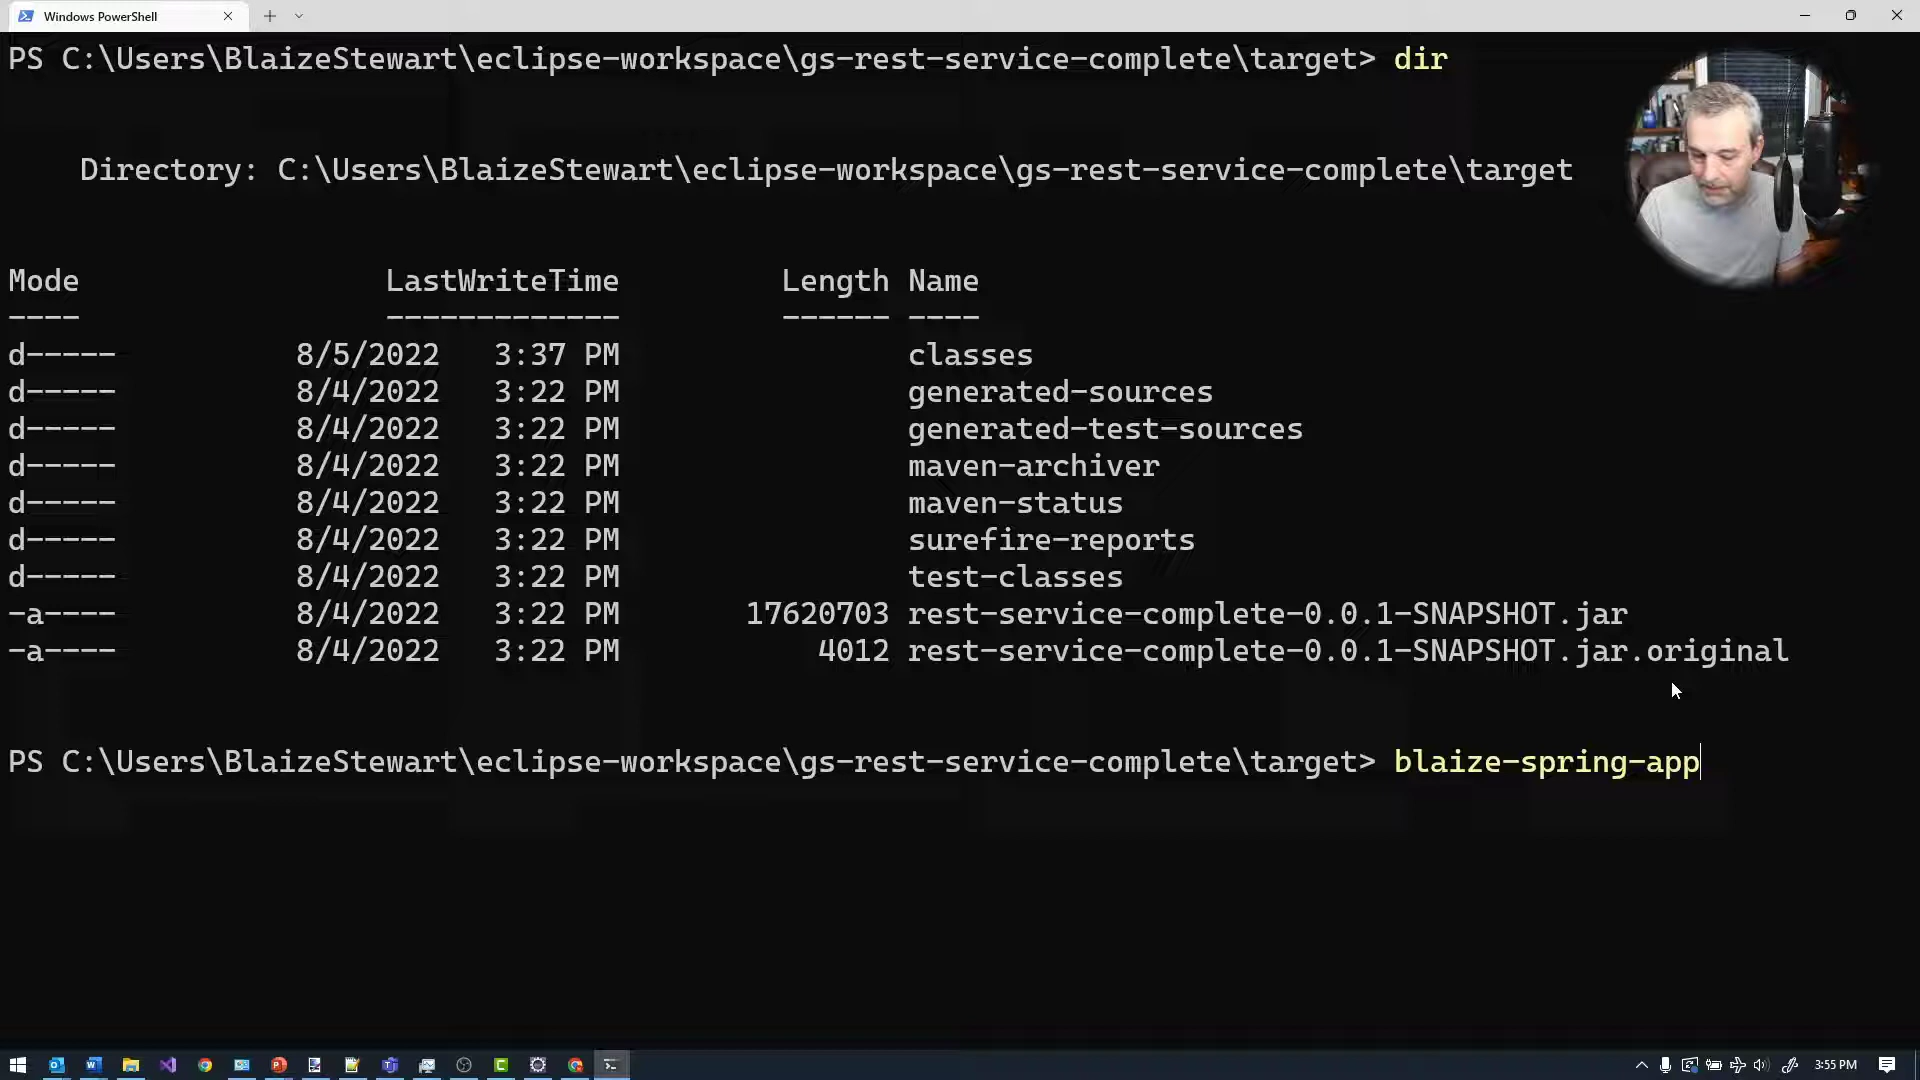 Windows PowerShell
PS C:\Users\BlaizeStewart\eclipse-workspace\gs-rest-service-complete\target> dir
Directory: C:\Users\BlaizeStewart\eclipse-workspace\gs-rest-service-complete\target
Mode LastWriteTime Length Name
---- ------------- ------ ----
d----- 8/5/2022 3:37 PM classes
d----- 8/4/2022 3:22 PM generated-sources
d----- 8/4/2022 3:22 PM generated-test-sources
d----- 8/4/2022 3:22 PM maven-archiver
d----- 8/4/2022 3:22 PM maven-status
d----- 8/4/2022 3:22 PM surefire-reports
d----- 8/4/2022 3:22 PM test-classes
-a---- 8/4/2022 3:22 PM 17620703 rest-service-complete-0.0.1-SNAPSHOT.jar
-a---- 8/4/2022 3:22 PM 4012 rest-service-complete-0.0.1-SNAPSHOT.jar.original
PS C:\Users\BlaizeStewart\eclipse-workspace\gs-rest-service-complete\target> blaize-spring-app
3:55 PM